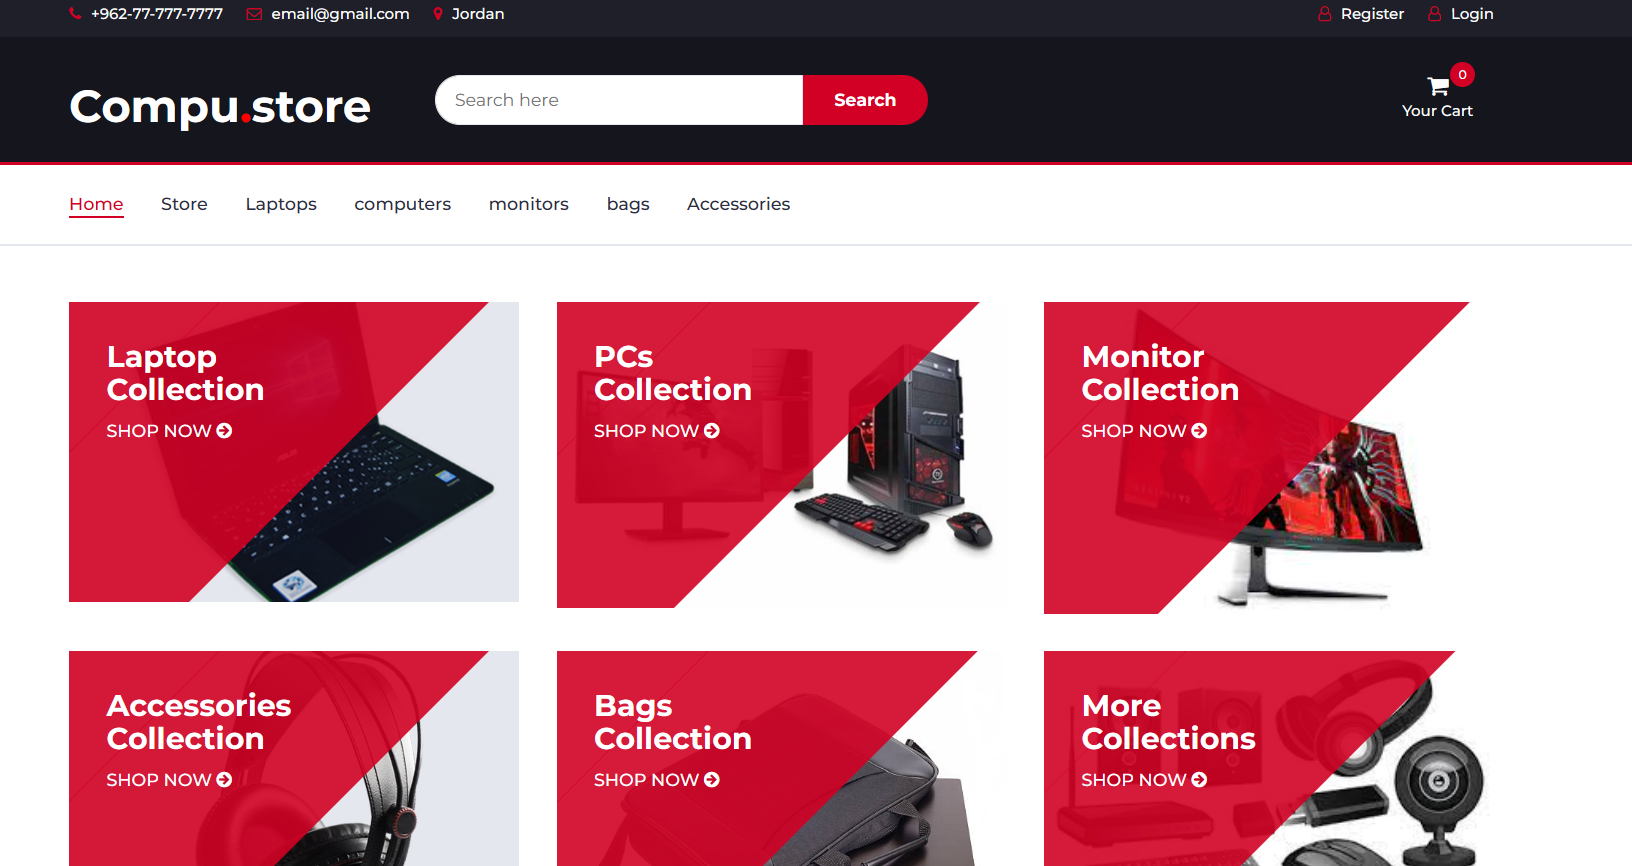 +962-77-777-7777 email@gmail.com Jordan Register Login
Compu.store
Search here Search
0
Your Cart
Home Store Laptops computers monitors bags Accessories
Laptop
Collection
SHOP NOW
PCs
Collection
SHOP NOW
Monitor
Collection
SHOP NOW
Accessories
Collection
SHOP NOW
Bags
Collection
SHOP NOW
More
Collections
SHOP NOW